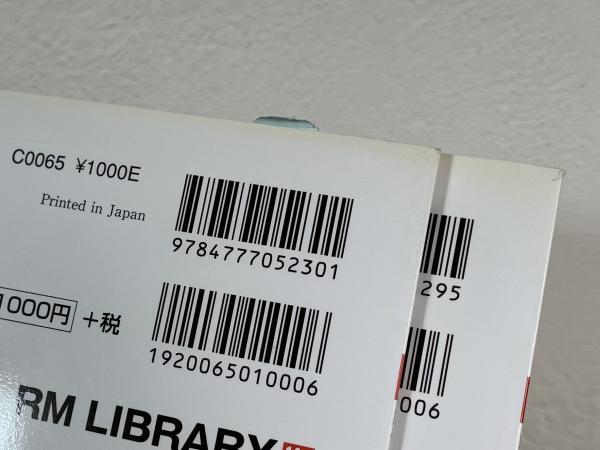 C0065 ¥1000E
Printed in Japan
9784777052301
1000円 +税
1920065010006
RM LIBRARY
295
006